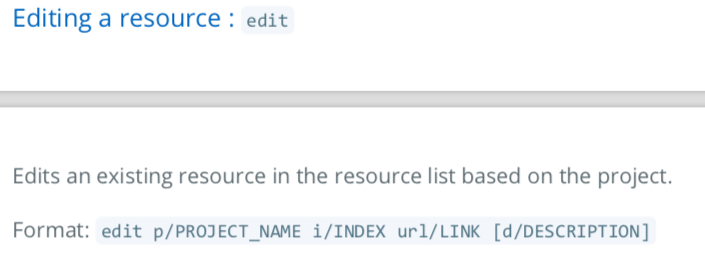 Editing a resource : edit
Edits an existing resource in the resource list based on the project.
Format: edit p/PROJECT_NAME i/INDEX url/LINK [d/DESCRIPTION]